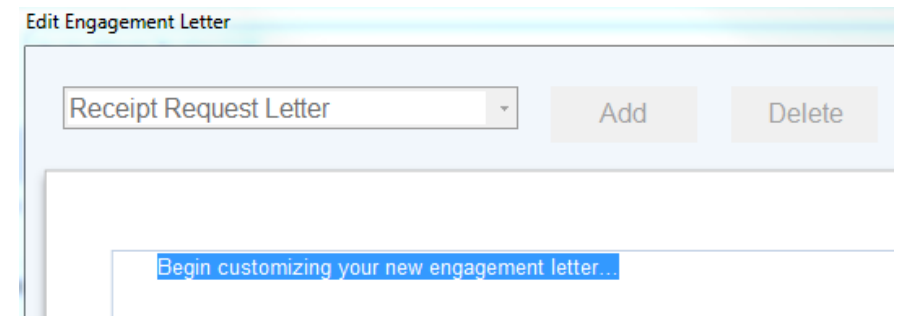 Edit Engagement Letter
Receipt Request Letter Add Delete
Begin customizing your new engagement letter...